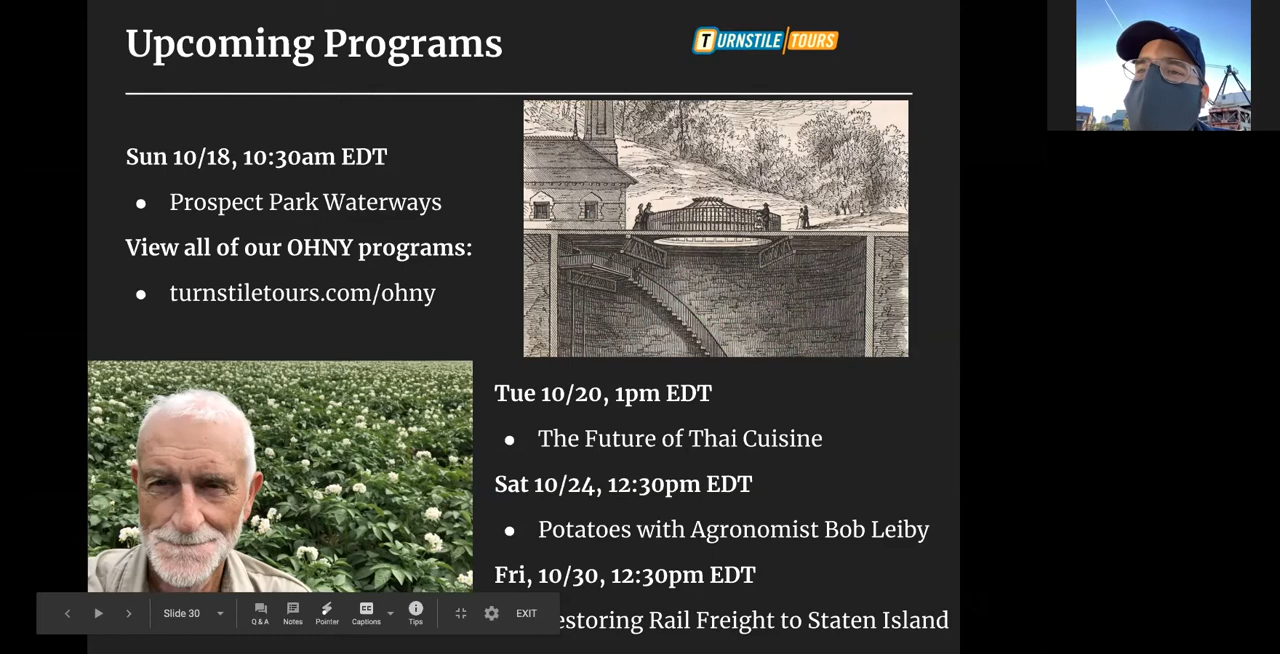 Upcoming Programs
TURNSTILE TOURS
Sun 10/18, 10:30am EDT
● Prospect Park Waterways
View all of our OHNY programs:
● turnstiletours.com/ohny
Tue 10/20, 1pm EDT
● The Future of Thai Cuisine
Sat 10/24, 12:30pm EDT
● Potatoes with Agronomist Bob Leiby
Fri, 10/30, 12:30pm EDT
estoring Rail Freight to Staten Island
Slide 30
Q & A
Notes
Pointer
Captions
Tips
EXIT